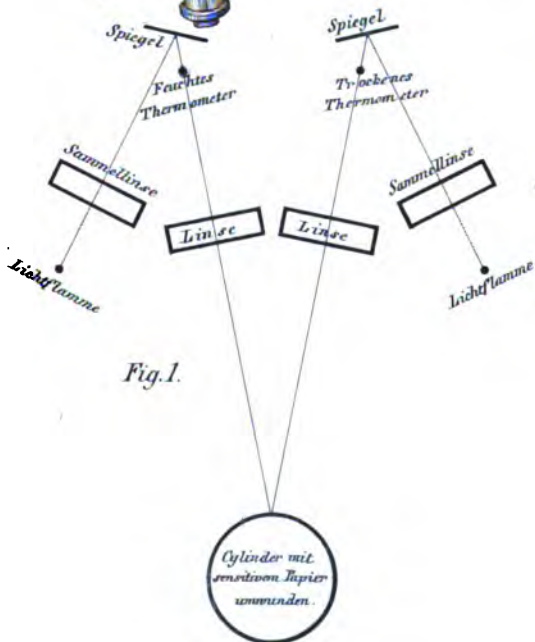 Spiegel
Spiegel
Feuchtes
Thermometer
Trockenes
Thermometer
Sammellinse
Sammellinse
Linse
Linse
Lichtflamme
Lichtflamme
Fig.1.
Cylinder mit
sensitivem Papier
umwunden.